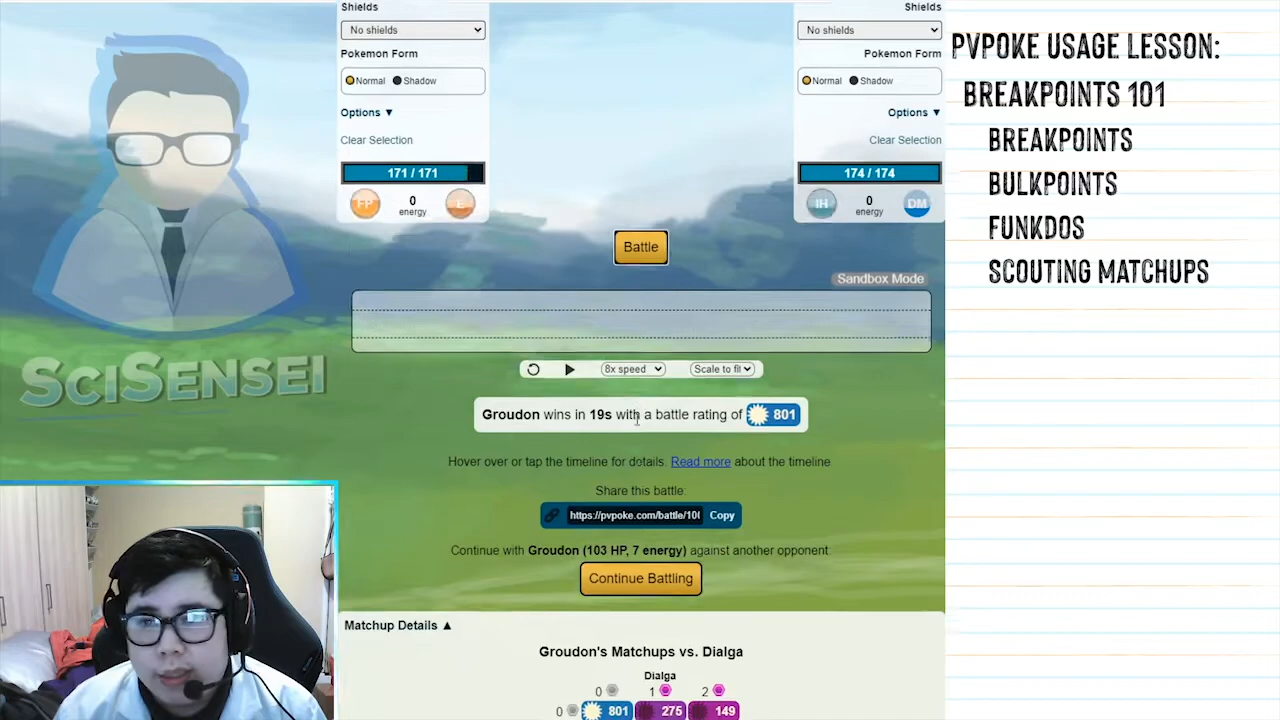 Shields
No shields
Pokemon Form
Normal Shadow
Options ▼
Clear Selection
171 / 171
FP
0
energy
E
Shields
No shields
Pokemon Form
Normal Shadow
Options ▼
Clear Selection
174 / 174
IH
0
energy
DM
Battle
Sandbox Mode
8x speed
Scale to fit
Groudon wins in 19s with a battle rating of 801
Hover over or tap the timeline for details. Read more about the timeline
Share this battle:
https://pvpoke.com/battle/100 Copy
Continue with Groudon (103 HP, 7 energy) against another opponent:
Continue Battling
Matchup Details ▲
Groudon's Matchups vs. Dialga
Dialga
0 1 2
0 801 275 149
SCISENSEI
PVPOKE USAGE LESSON:
BREAKPOINTS 101
BREAKPOINTS
BULKPOINTS
FUNKDOS
SCOUTING MATCHUPS